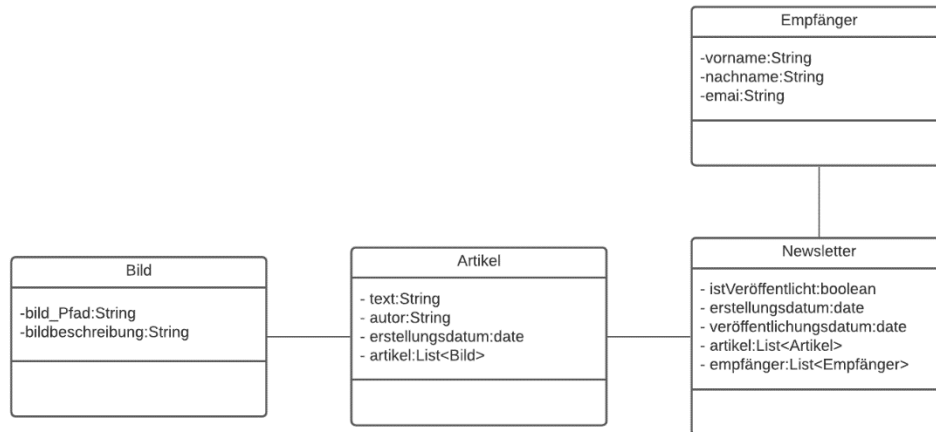 Empfänger
-vorname:String
-nachname:String
-emai:String
Bild
-bild_Pfad:String
-bildbeschreibung:String
Artikel
- text:String
- autor:String
- erstellungsdatum:date
- artikel:List<Bild>
Newsletter
- istVeröffentlicht:boolean
- erstellungsdatum:date
- veröffentlichungsdatum:date
- artikel:List<Artikel>
- empfänger:List<Empfänger>